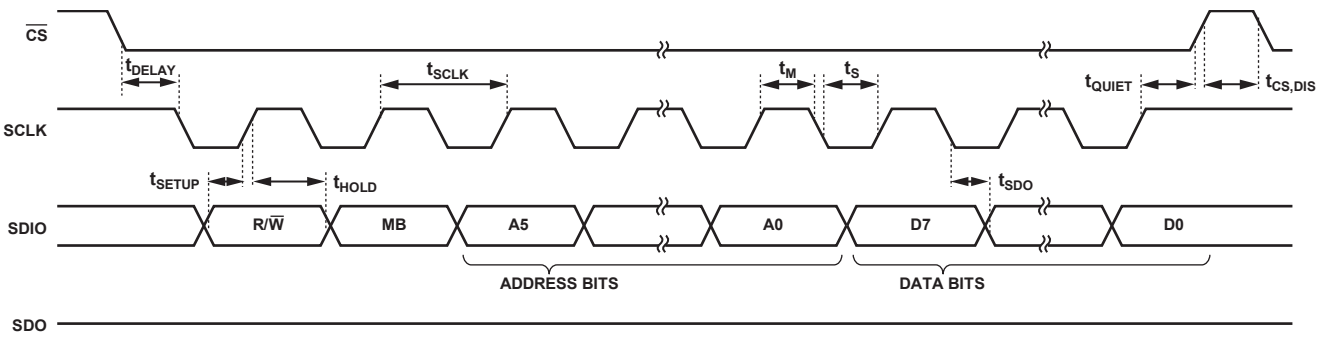 CS
tDELAY
tSCLK
tM
tS
tQUIET
tCS,DIS
SCLK
tSETUP
tHOLD
tSDO
SDIO
R/W
MB
A5
A0
D7
D0
ADDRESS BITS
DATA BITS
SDO